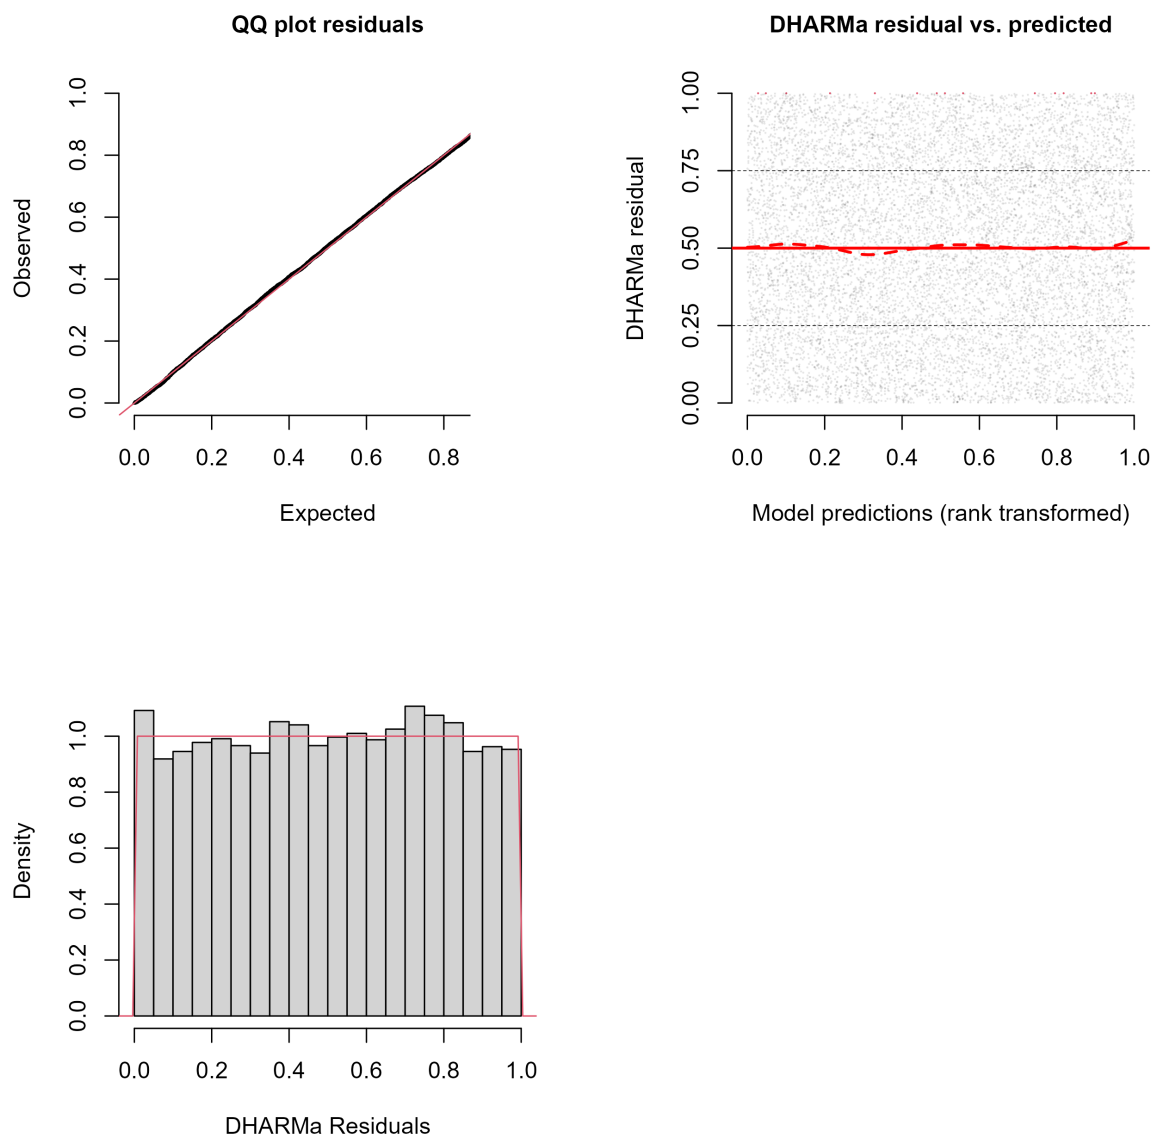 QQ plot residuals
Observed
0.0 0.2 0.4 0.6 0.8 1.0
0.0 0.2 0.4 0.6 0.8
Expected
DHARMa residual vs. predicted
DHARMa residual
0.00 0.25 0.50 0.75 1.00
0.0 0.2 0.4 0.6 0.8 1.0
Model predictions (rank transformed)
Density
0.0 0.2 0.4 0.6 0.8 1.0
0.0 0.2 0.4 0.6 0.8 1.0
DHARMa Residuals